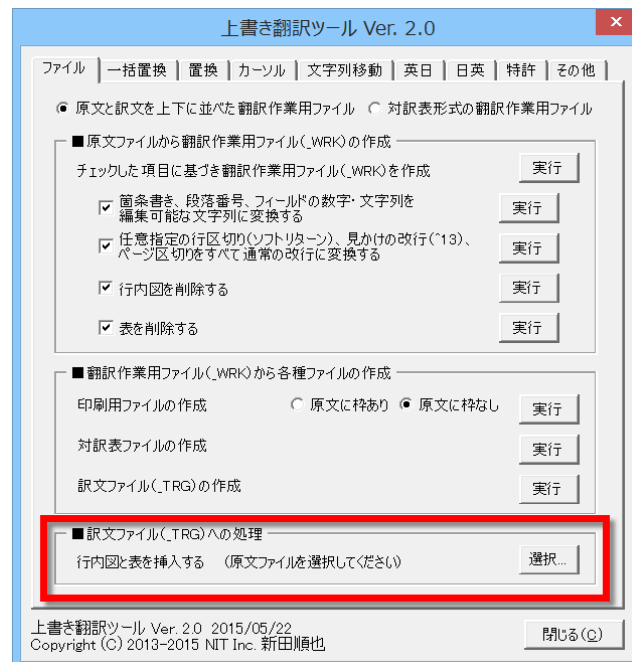 上書き翻訳ツール Ver. 2.0
×
ファイル 一括置換 置換 カーソル 文字列移動 英日 日英 特許 その他
原文と訳文を上下に並べた翻訳作業用ファイル 対訳表形式の翻訳作業用ファイル
■原文ファイルから翻訳作業用ファイル(_WRK)の作成
チェックした項目に基づき翻訳作業用ファイル(_WRK)を作成 実行
箇条書き、段落番号、フィールドの数字・文字列を
編集可能な文字列に変換する 実行
任意指定の行区切り(ソフトリターン)、見かけの改行(^13)、
ページ区切りをすべて通常の改行に変換する 実行
行内図を削除する 実行
表を削除する 実行
■翻訳作業用ファイル(_WRK)から各種ファイルの作成
印刷用ファイルの作成 原文に枠あり 原文に枠なし 実行
対訳表ファイルの作成 実行
訳文ファイル(_TRG)の作成 実行
■訳文ファイル(_TRG)への処理
行内図と表を挿入する (原文ファイルを選択してください) 選択...
上書き翻訳ツール Ver. 2.0 2015/05/22
Copyright (C) 2013-2015 NIT Inc. 新田順也 閉じる(C)